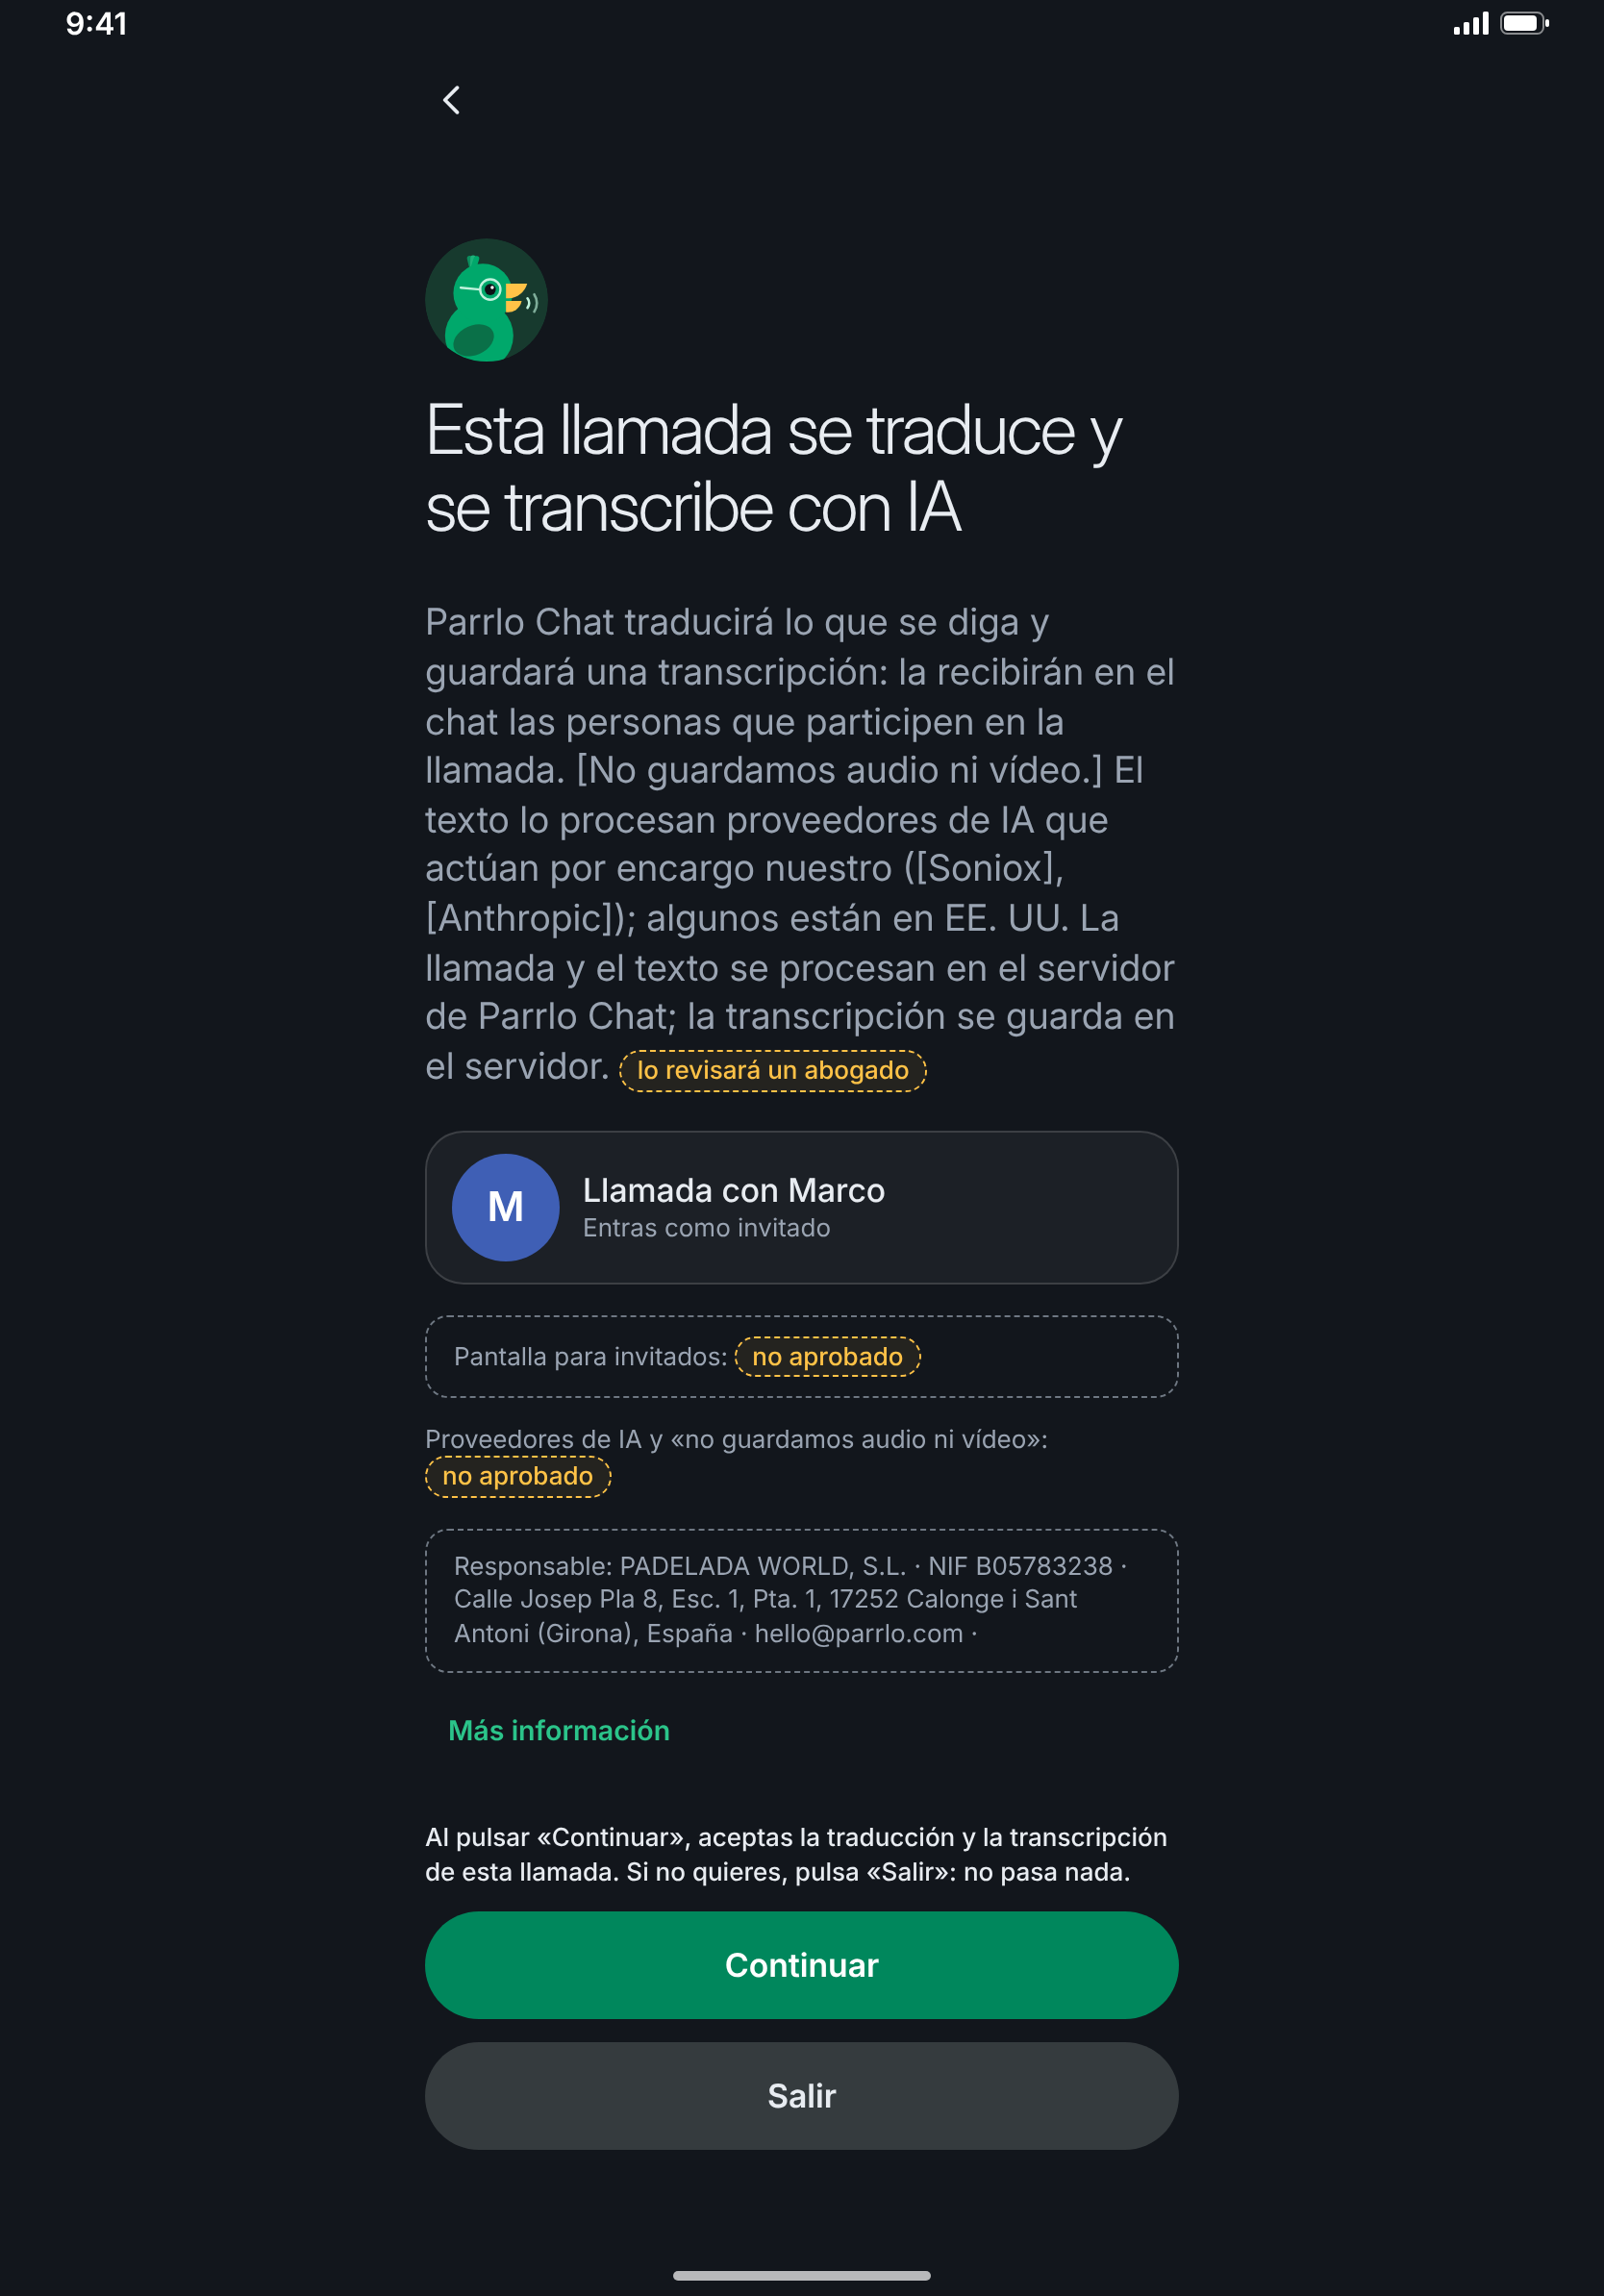 9:41
Esta llamada se traduce y
se transcribe con IA
Parrlo Chat traducirá lo que se diga y
guardará una transcripción: la recibirán en el
chat las personas que participen en la
llamada. [No guardamos audio ni vídeo.] El
texto lo procesan proveedores de IA que
actúan por encargo nuestro ([Soniox],
[Anthropic]); algunos están en EE. UU. La
llamada y el texto se procesan en el servidor
de Parrlo Chat; la transcripción se guarda en
el servidor. lo revisará un abogado
M
Llamada con Marco
Entras como invitado
Pantalla para invitados: no aprobado
Proveedores de IA y «no guardamos audio ni vídeo»:
no aprobado
Responsable: PADELADA WORLD, S.L. · NIF B05783238 ·
Calle Josep Pla 8, Esc. 1, Pta. 1, 17252 Calonge i Sant
Antoni (Girona), España · hello@parrlo.com ·
Más información
Al pulsar «Continuar», aceptas la traducción y la transcripción
de esta llamada. Si no quieres, pulsa «Salir»: no pasa nada.
Continuar
Salir